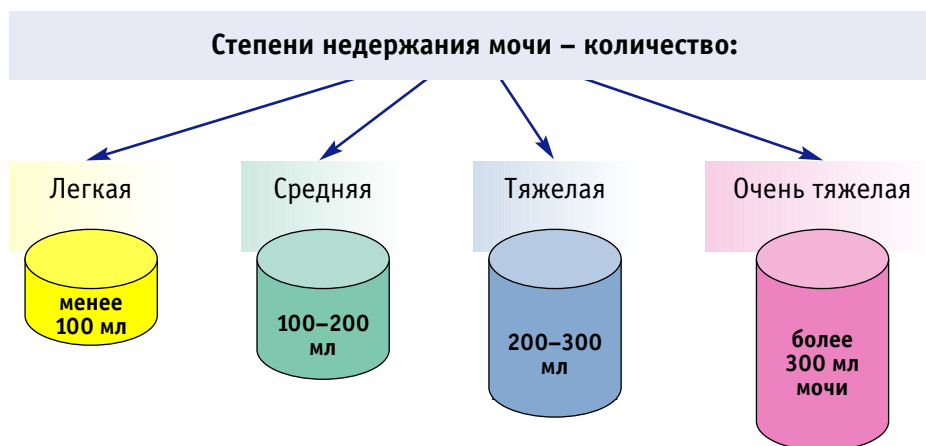 Степени недержания мочи – количество:
Легкая
Средняя
Тяжелая
Очень тяжелая
менее
100 мл
100–200
мл
200–300
мл
более
300 мл
мочи